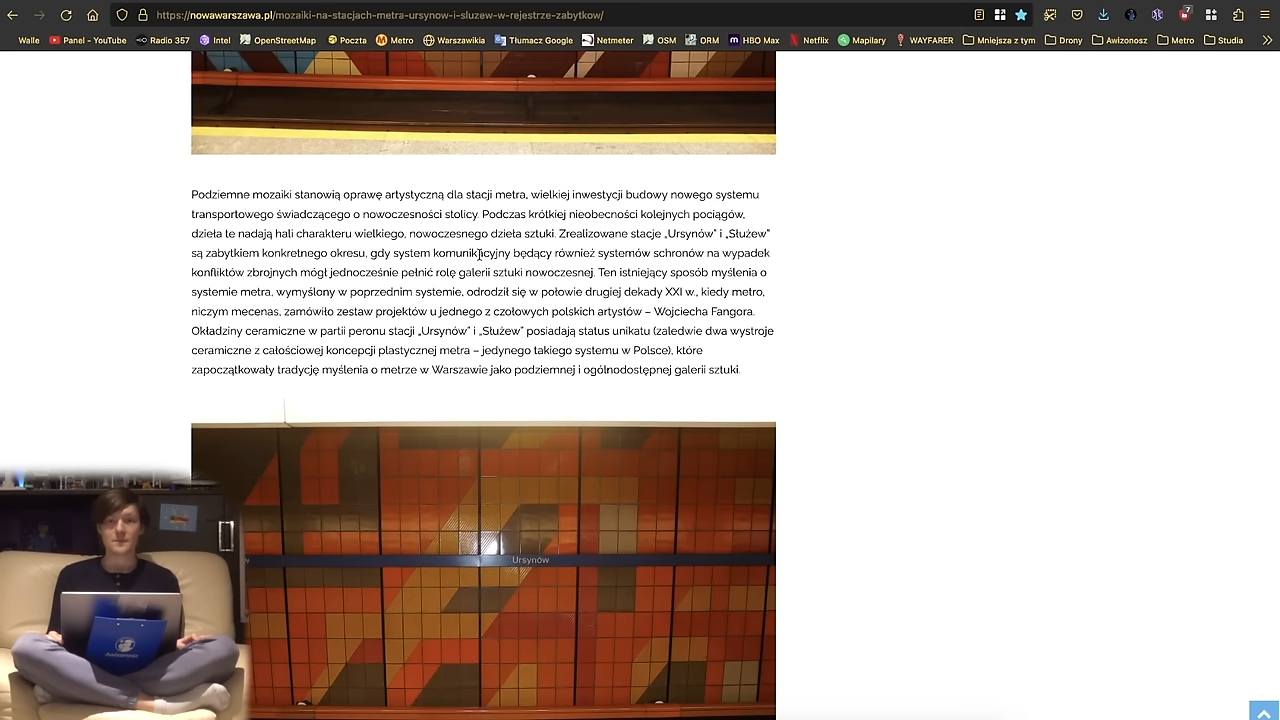 https://nowawarszawa.pl/mozaiki-na-stacjach-metra-ursynow-i-sluzew-w-rejestrze-zabytkow/
7
Walle Panel - YouTube Radio 357 Intel OpenStreetMap Poczta Metro Warszawikia Tłumacz Google Netmeter OSM ORM HBO Max Netflix Mapilary WAYFARER Mniejsza z tym Drony Awizonosz Metro Studia
Podziemne mozaiki stanowią oprawę artystyczną dla stacji metra, wielkiej inwestycji budowy nowego systemu
transportowego świadczącego o nowoczesności stolicy. Podczas krótkiej nieobecności kolejnych pociągów,
dzieła te nadają hali charakteru wielkiego, nowoczesnego dzieła sztuki. Zrealizowane stacje „Ursynów” i „Służew”
są zabytkiem konkretnego okresu, gdy system komunikacyjny będący również systemów schronów na wypadek
konfliktów zbrojnych mógł jednocześnie pełnić rolę galerii sztuki nowoczesnej. Ten istniejący sposób myślenia o
systemie metra, wymyślony w poprzednim systemie, odrodził się w połowie drugiej dekady XXI w., kiedy metro,
niczym mecenas, zamówiło zestaw projektów u jednego z czołowych polskich artystów – Wojciecha Fangora.
Okładziny ceramiczne w partii peronu stacji „Ursynów” i „Służew” posiadają status unikatu (zaledwie dwa wystroje
ceramiczne z całościowej koncepcji plastycznej metra – jedynego takiego systemu w Polsce), które
zapoczątkowały tradycję myślenia o metrze w Warszawie jako podziemnej i ogólnodostępnej galerii sztuki.
Ursynów
Awizonosz